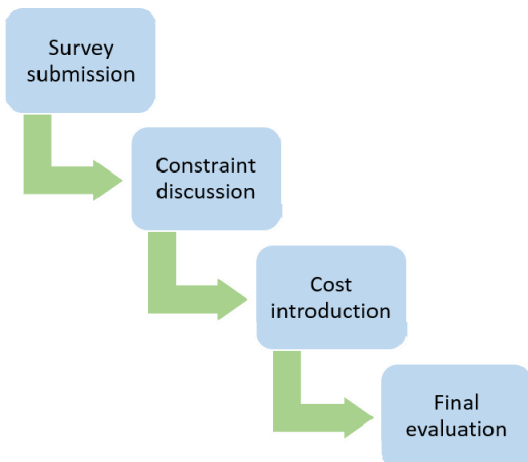 Survey
submission
Constraint
discussion
Cost
introduction
Final
evaluation